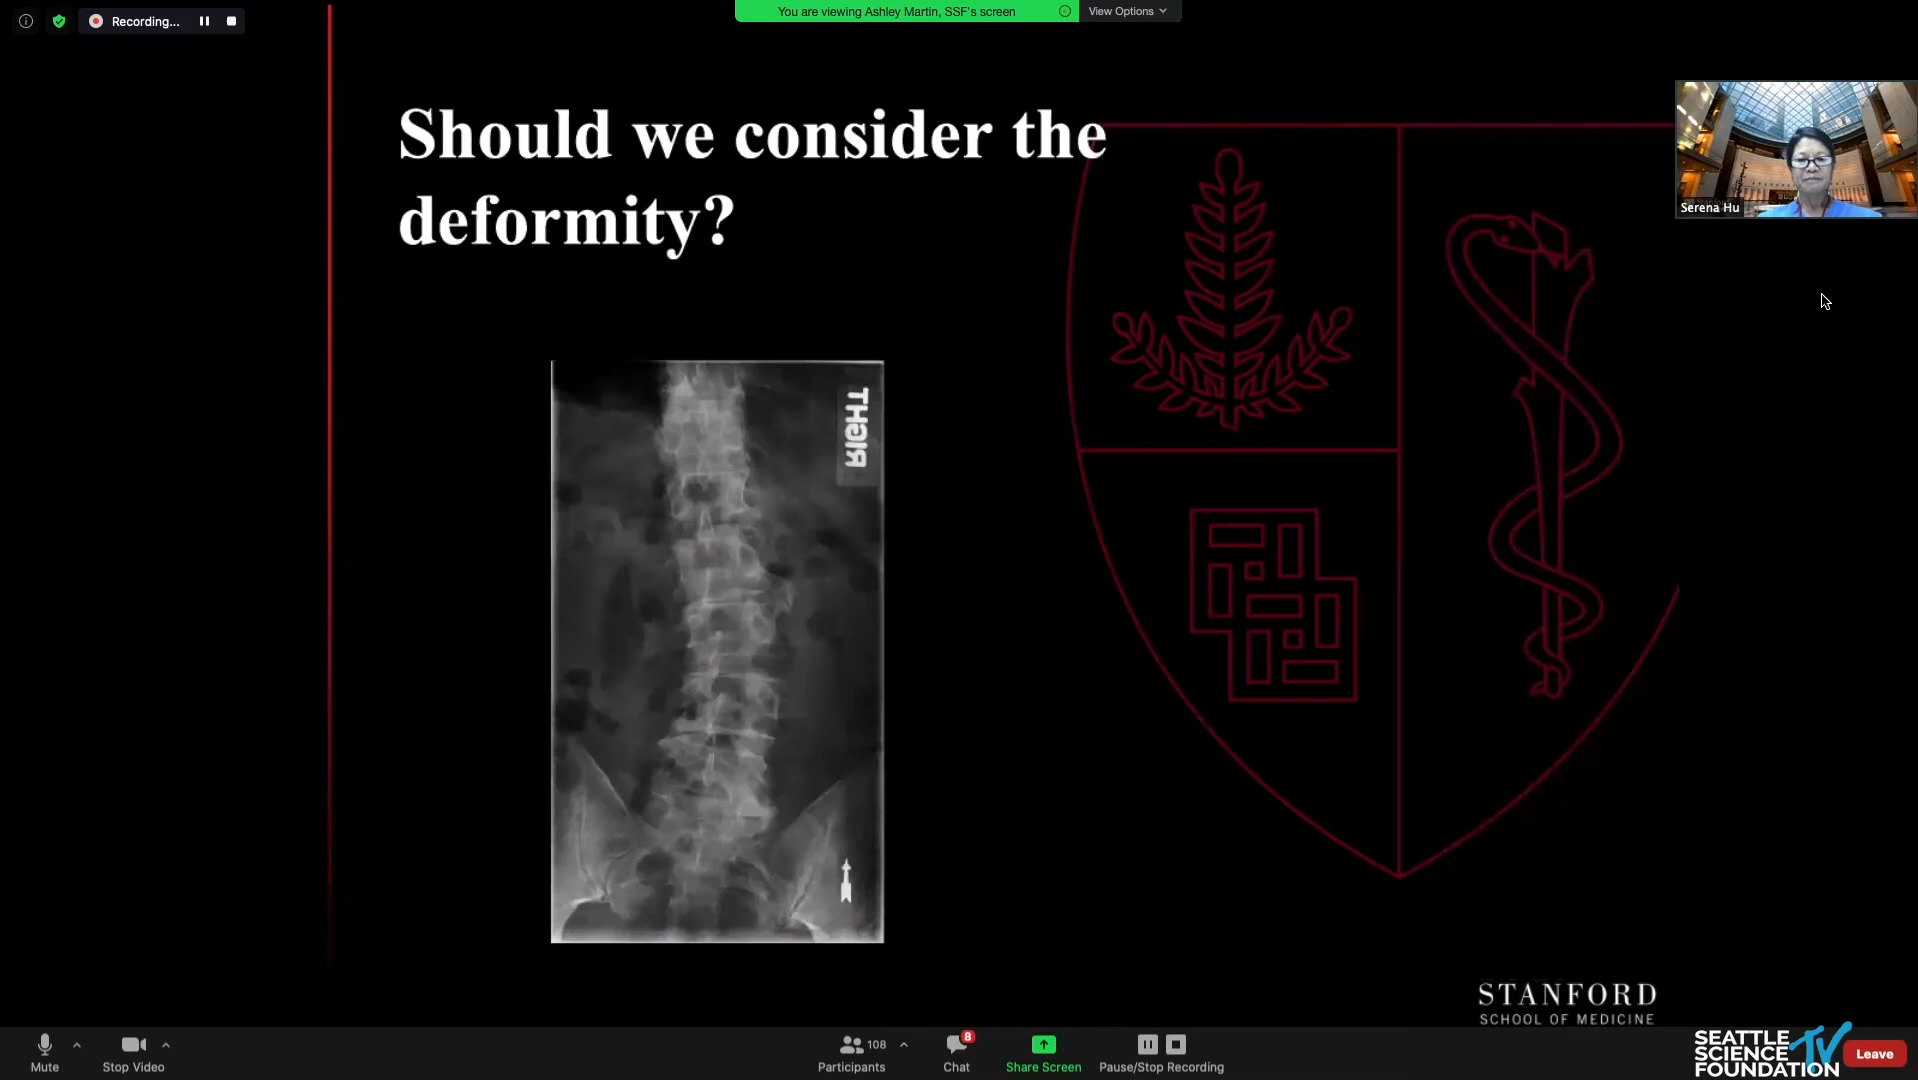 Recording...
You are viewing Ashley Martin, SSF's screen
View Options
Should we consider the
deformity?
Serena Hu
RIGHT
STANFORD
SCHOOL OF MEDICINE
Mute
Stop Video
108
Participants
8
Chat
Share Screen
Pause/Stop Recording
SEATTLE
SCIENCE
FOUNDATION
TV
Leave